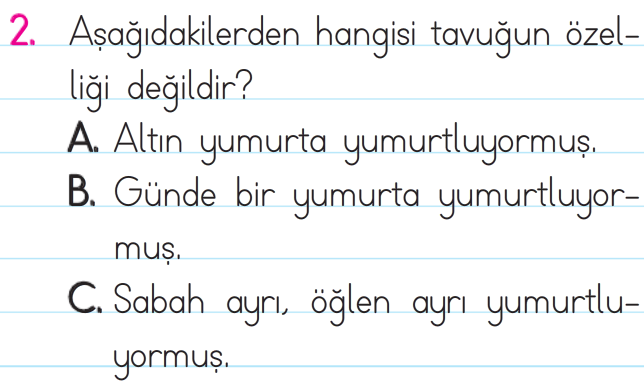 2. Aşağıdakilerden hangisi tavuğun özel-
liği değildir?
A. Altın yumurta yumurtluyormuş.
B. Günde bir yumurta yumurtluyor-
muş.
C. Sabah ayrı, öğlen ayrı yumurtlu-
yormuş.